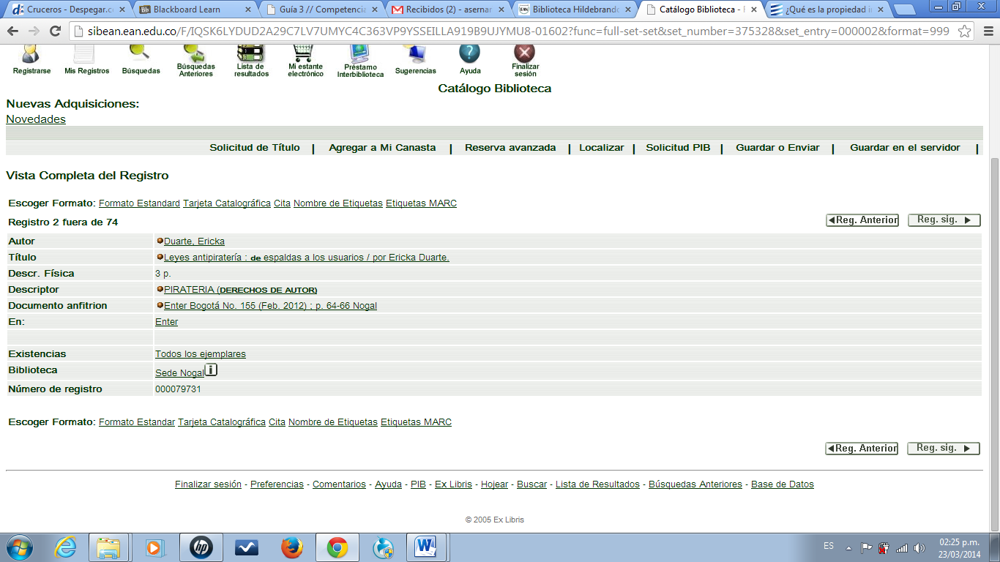 Cruceros - Despegar.c
Blackboard Learn
Guía 3 // Competencia
Recibidos (2) - asernar
Biblioteca Hildebrando
Catálogo Biblioteca -
¿Qué es la propiedad in
sibean.ean.edu.co/F/IQSK6LYDUD2A29C7LV7UMYC4C363VP9YSSEILLA919B9UJYMU8-01602?func=full-set-set&set_number=375328&set_entry=000002&format=999
Registrarse
Mis Registros
Búsquedas
Búsquedas Anteriores
Lista de resultados
Mi estante electrónico
Préstamo Interbiblioteca
Sugerencias
Ayuda
Finalizar sesión
Catálogo Biblioteca
Nuevas Adquisiciones:
Novedades
Solicitud de Título | Agregar a Mi Canasta | Reserva avanzada | Localizar | Solicitud PIB | Guardar o Enviar | Guardar en el servidor |
Vista Completa del Registro
Escoger Formato: Formato Estandard Tarjeta Catalográfica Cita Nombre de Etiquetas Etiquetas MARC
Registro 2 fuera de 74
Reg. Anterior Reg. sig.
Autor Duarte, Ericka
Título Leyes antipiratería : de espaldas a los usuarios / por Ericka Duarte.
Descr. Física 3 p.
Descriptor PIRATERIA (DERECHOS DE AUTOR)
Documento anfitrion Enter Bogotá No. 155 (Feb. 2012) ; p. 64-66 Nogal
En: Enter
Existencias Todos los ejemplares
Biblioteca Sede Nogal
Número de registro 000079731
Escoger Formato: Formato Estandar Tarjeta Catalográfica Cita Nombre de Etiquetas Etiquetas MARC
Reg. Anterior Reg. sig.
Finalizar sesión - Preferencias - Comentarios - Ayuda - PIB - Ex Libris - Hojear - Buscar - Lista de Resultados - Búsquedas Anteriores - Base de Datos
© 2005 Ex Libris
ES
02:25 p.m.
23/03/2014